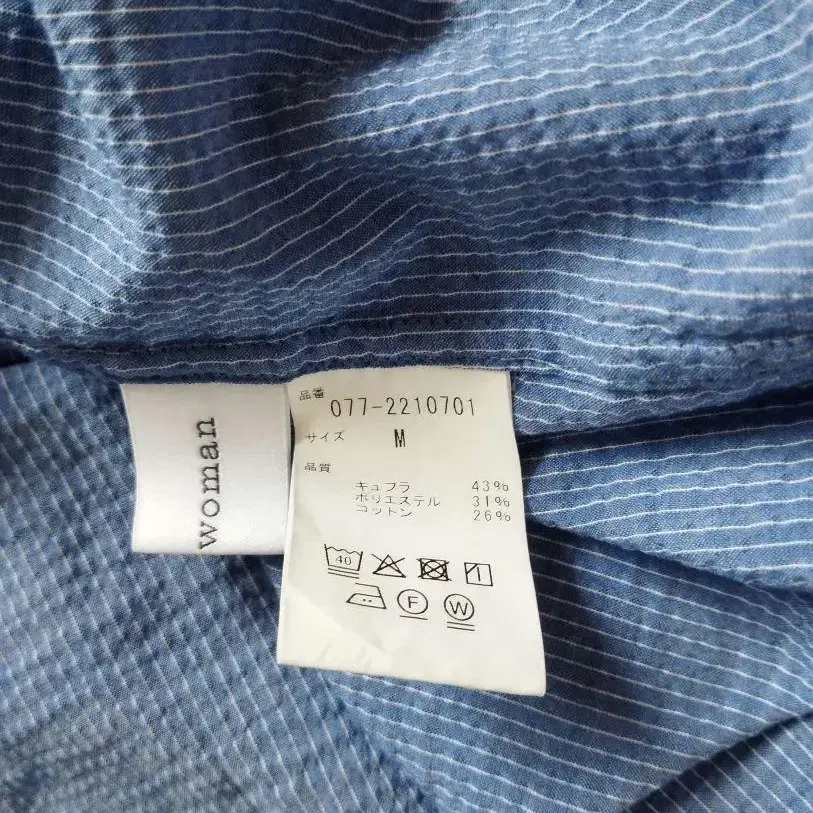 woman
品番
077-2210701
サイズ M
品質
キュプラ 43%
ポリエステル 31%
コットン 26%
40
F W